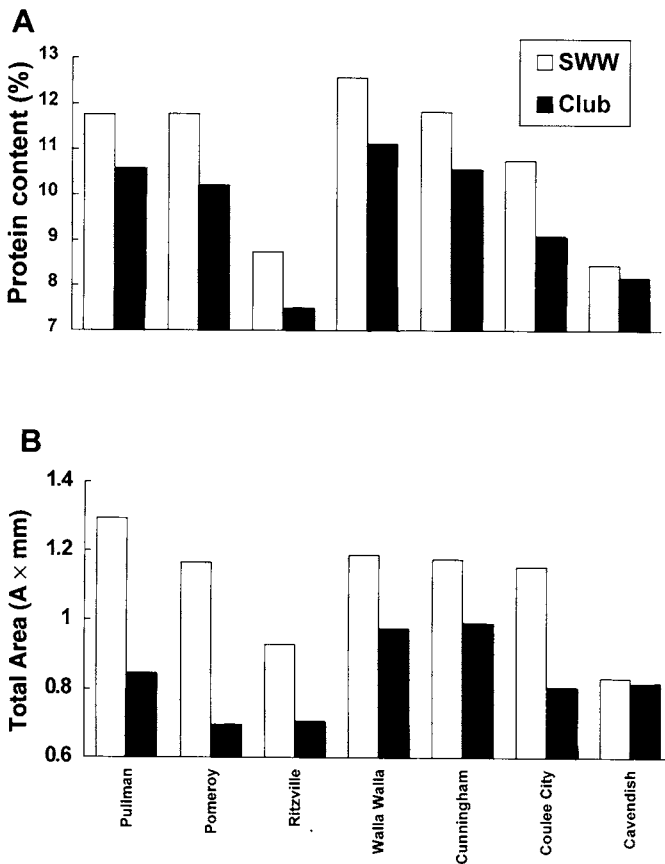 A
Protein content (%)
13
12
11
10
9
8
7
SWW
Club
B
Total Area (A × mm)
1.4
1.2
1
0.8
0.6
Pullman
Pomeroy
Ritzville
Walla Walla
Cunningham
Coulee City
Cavendish